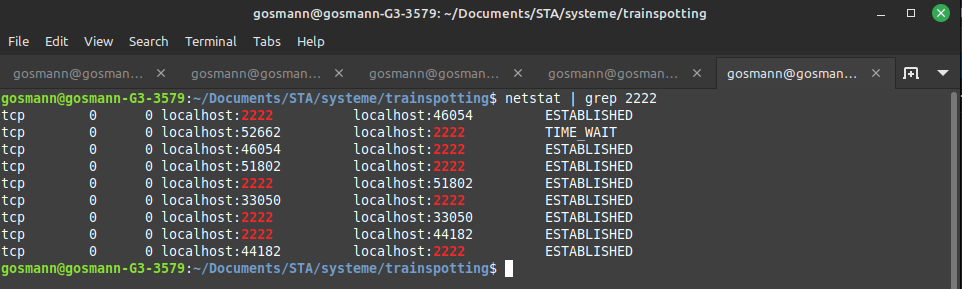 gosmann@gosmann-G3-3579: ~/Documents/STA/systeme/trainspotting
File Edit View Search Terminal Tabs Help
gosmann@gosman... × gosmann@gosman... × gosmann@gosman... × gosmann@gosman... × gosmann@gosman... ×
gosmann@gosmann-G3-3579:~/Documents/STA/systeme/trainspotting$ netstat | grep 2222
tcp 0 0 localhost:2222 localhost:46054 ESTABLISHED
tcp 0 0 localhost:52662 localhost:2222 TIME_WAIT
tcp 0 0 localhost:46054 localhost:2222 ESTABLISHED
tcp 0 0 localhost:51802 localhost:2222 ESTABLISHED
tcp 0 0 localhost:2222 localhost:51802 ESTABLISHED
tcp 0 0 localhost:33050 localhost:2222 ESTABLISHED
tcp 0 0 localhost:2222 localhost:33050 ESTABLISHED
tcp 0 0 localhost:2222 localhost:44182 ESTABLISHED
tcp 0 0 localhost:44182 localhost:2222 ESTABLISHED
gosmann@gosmann-G3-3579:~/Documents/STA/systeme/trainspotting$